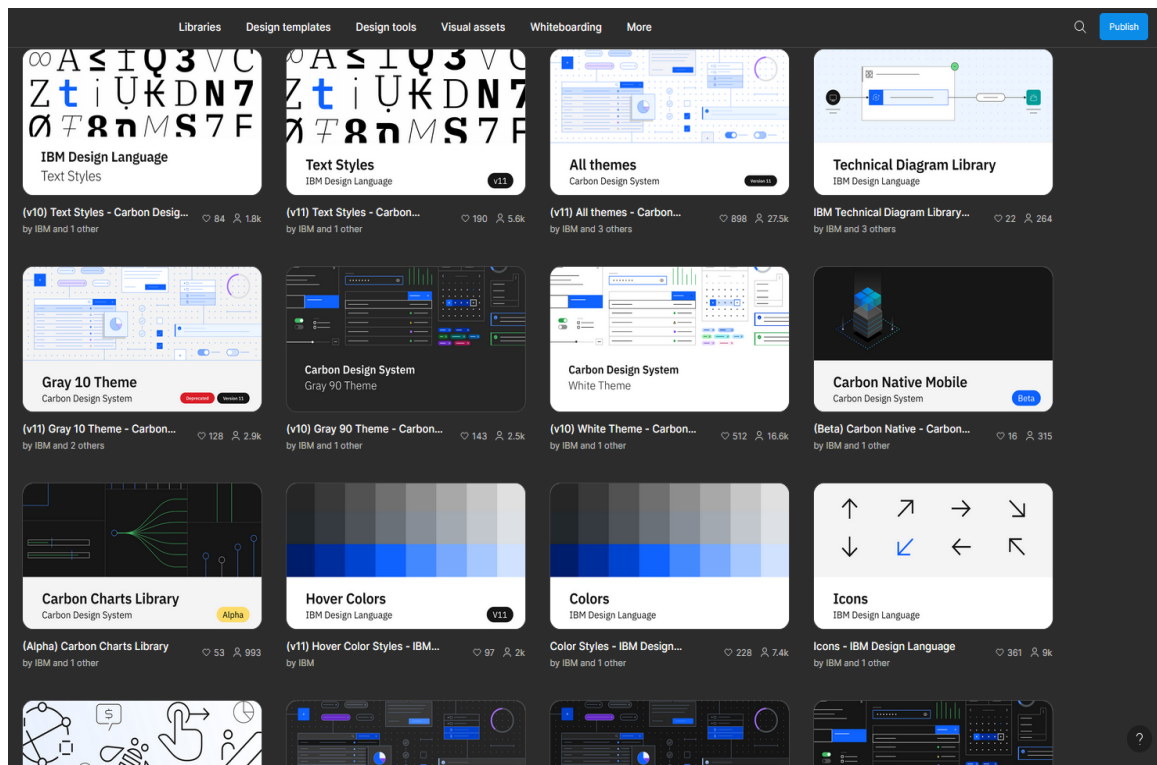 Libraries Design templates Design tools Visual assets Whiteboarding More Publish
∞ A ≤ I Q 3 V C
Z t i Ụ K D N 7
Ø 7 8 n M S 7 F
IBM Design Language
Text Styles
(v10) Text Styles - Carbon Desig... 84 1.8k
by IBM and 1 other
Text Styles
IBM Design Language v11
(v11) Text Styles - Carbon... 190 5.6k
by IBM and 1 other
All themes
Carbon Design System Version 11
(v11) All themes - Carbon... 898 27.5k
by IBM and 3 others
Technical Diagram Library
IBM Design Language
IBM Technical Diagram Library... 22 264
by IBM and 3 others
Gray 10 Theme
Carbon Design System Deprecated Version 11
(v11) Gray 10 Theme - Carbon... 128 2.9k
by IBM and 2 others
Carbon Design System
Gray 90 Theme
(v10) Gray 90 Theme - Carbon... 143 2.5k
by IBM and 1 other
Carbon Design System
White Theme
(v10) White Theme - Carbon... 512 16.6k
by IBM and 1 other
Carbon Native Mobile
Carbon Design System Beta
(Beta) Carbon Native - Carbon... 16 315
by IBM and 1 other
Carbon Charts Library
Carbon Design System Alpha
(Alpha) Carbon Charts Library 53 993
by IBM and 1 other
Hover Colors
IBM Design Language V11
(v11) Hover Color Styles - IBM... 97 2k
by IBM
Colors
IBM Design Language
Color Styles - IBM Design... 228 7.4k
by IBM and 1 other
Icons
IBM Design Language
Icons - IBM Design Language 361 9k
by IBM and 1 other
$
?